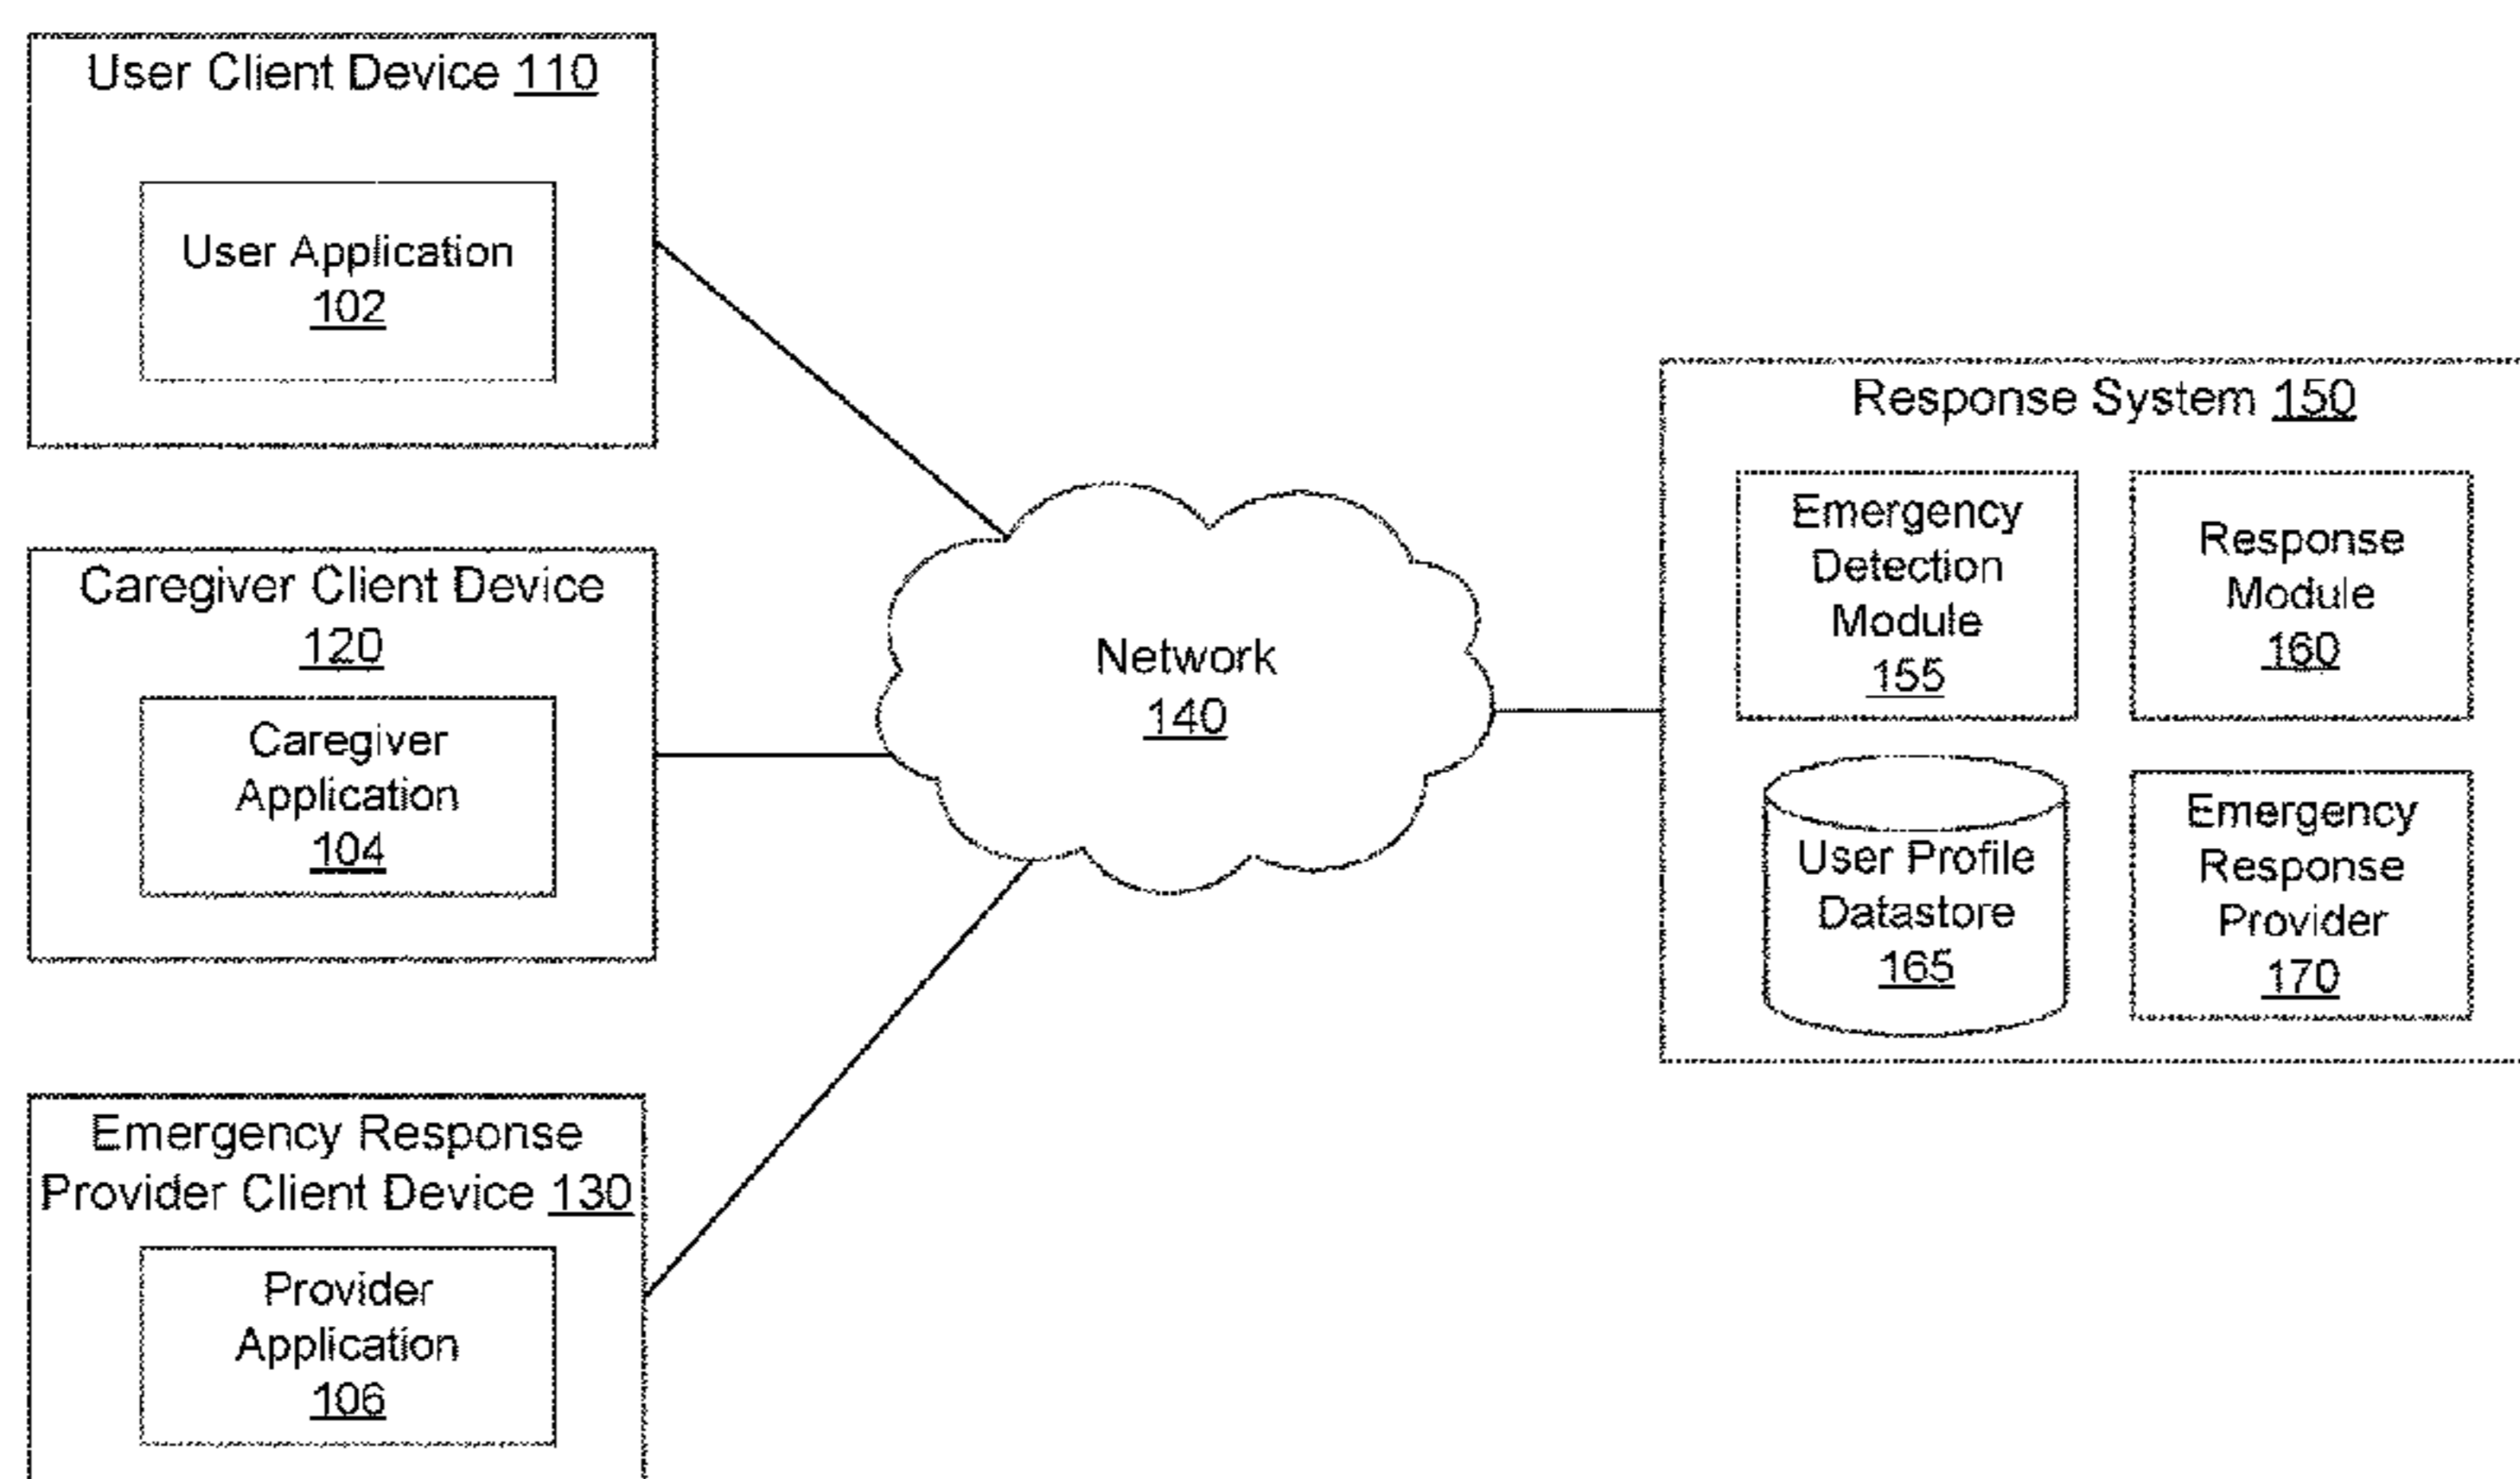 User Client Device 110
User Application
102
Caregiver Client Device
120
Caregiver
Application
104
Emergency Response
Provider Client Device 130
Provider
Application
106
Network
140
Response System 150
Emergency
Detection
Module
155
Response
Module
160
User Profile
Datastore
165
Emergency
Response
Provider
170